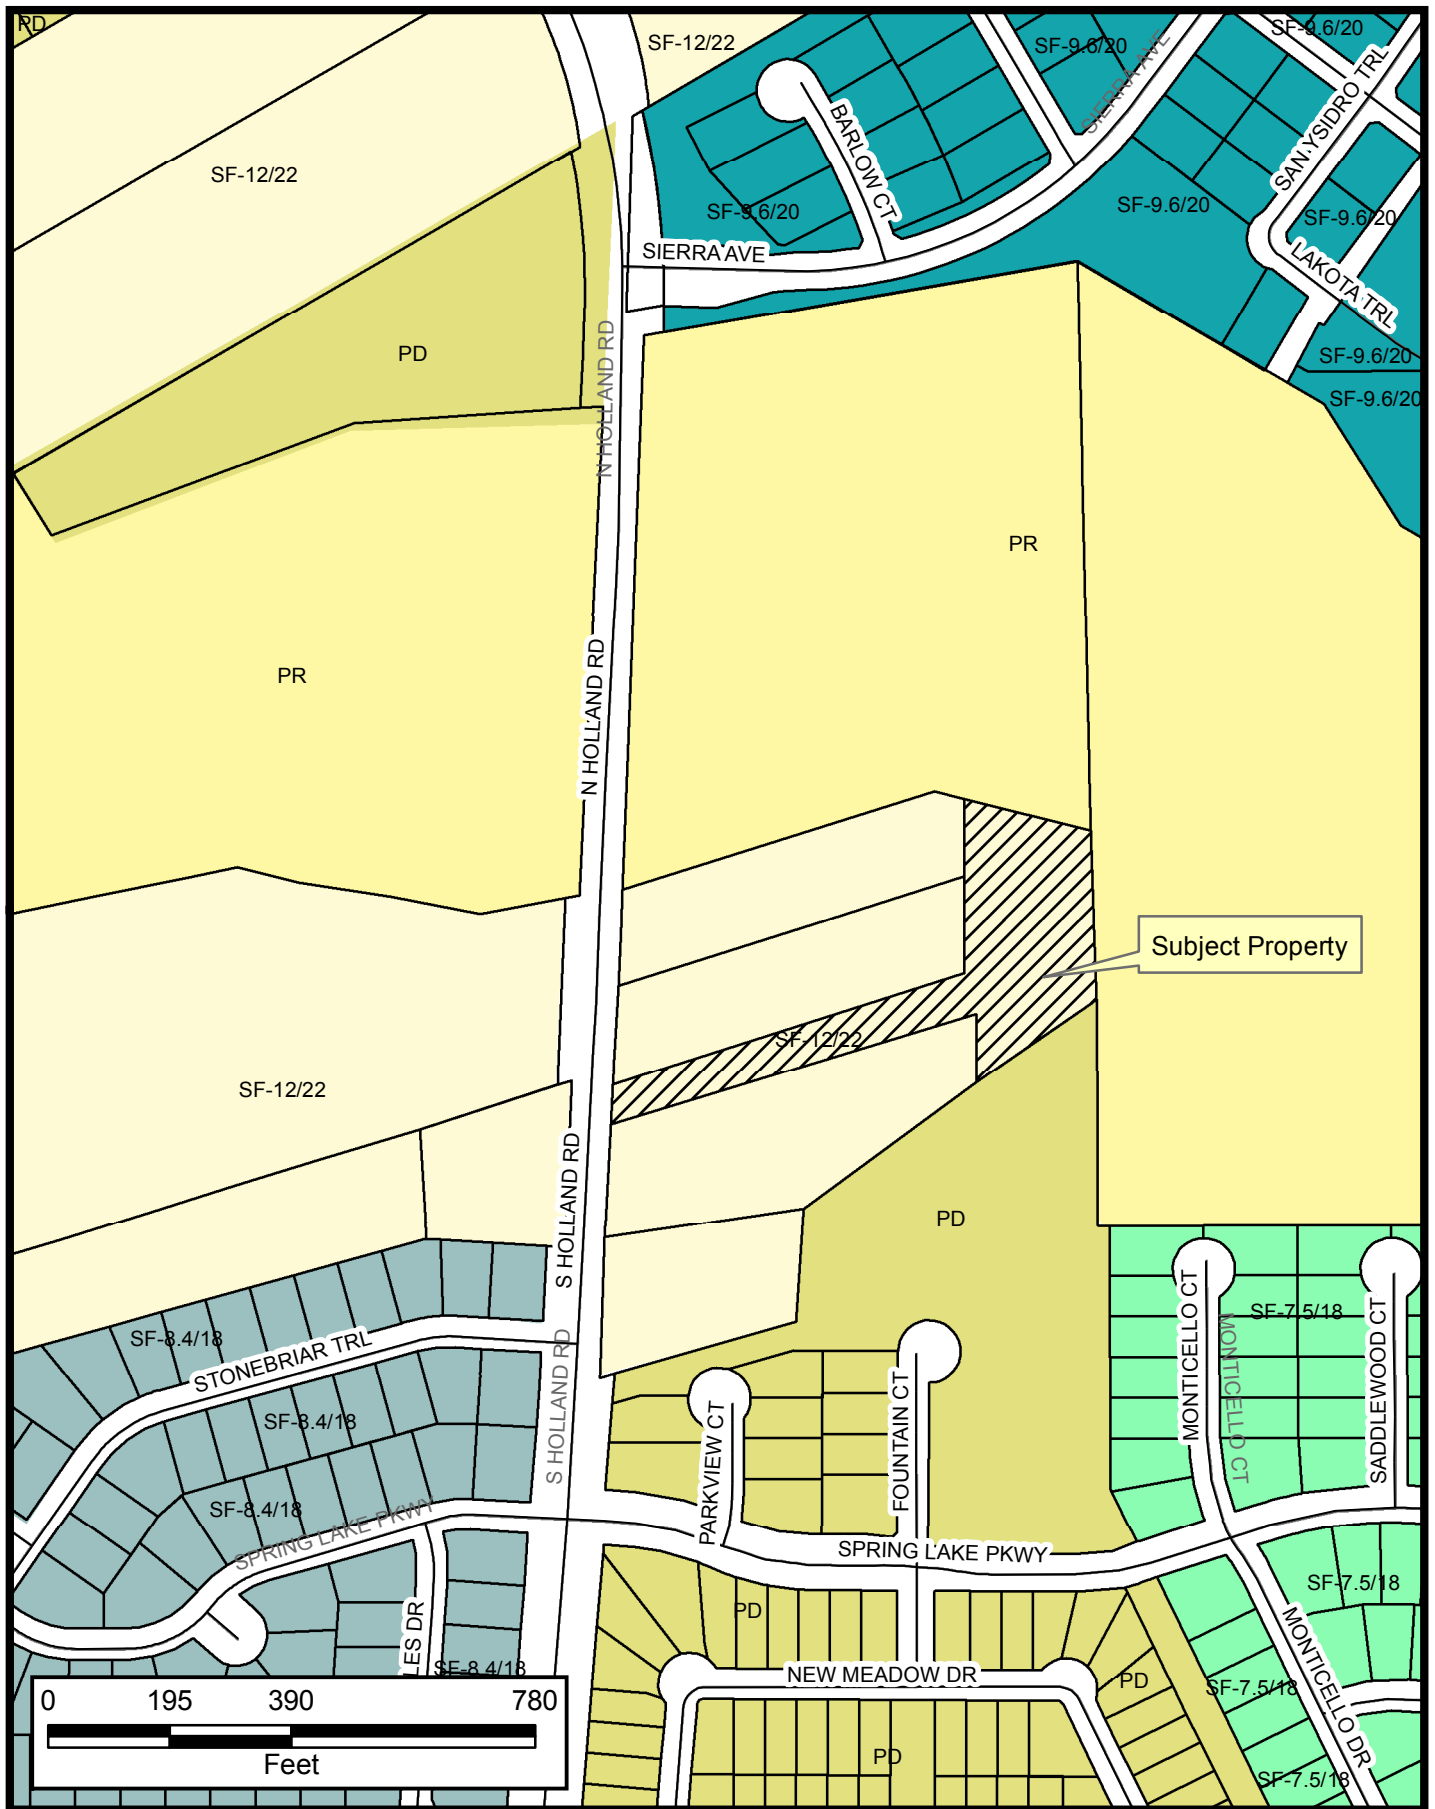 PD
SF-12/22
SF-9.6/20
SF-9.6/20
SIERRA AVE
SAN YSIDRO TRL
BARLOW CT
SF-12/22
SF-9.6/20
SF-9.6/20
SF-9.6/20
SIERRA AVE
LAKOTA TRL
PD
N HOLLAND RD
SF-9.6/20
SF-9.6/20
PR
PR
N HOLLAND RD
Subject Property
SF-12/22
SF-12/22
S HOLLAND RD
PD
SF-8.4/18
STONEBRIAR TRL
SF-7.5/18
MONTICELLO CT
MONTICELLO CT
SADDLEWOOD CT
S HOLLAND RD
SF-8.4/18
PARKVIEW CT
FOUNTAIN CT
SF-8.4/18
SPRING LAKE PKWY
SPRING LAKE PKWY
SF-7.5/18
PD
LES DR
SF-8.4/18
NEW MEADOW DR
PD
SF-7.5/18
MONTICELLO DR
PD
SF-7.5/18
0 195 390 780
Feet